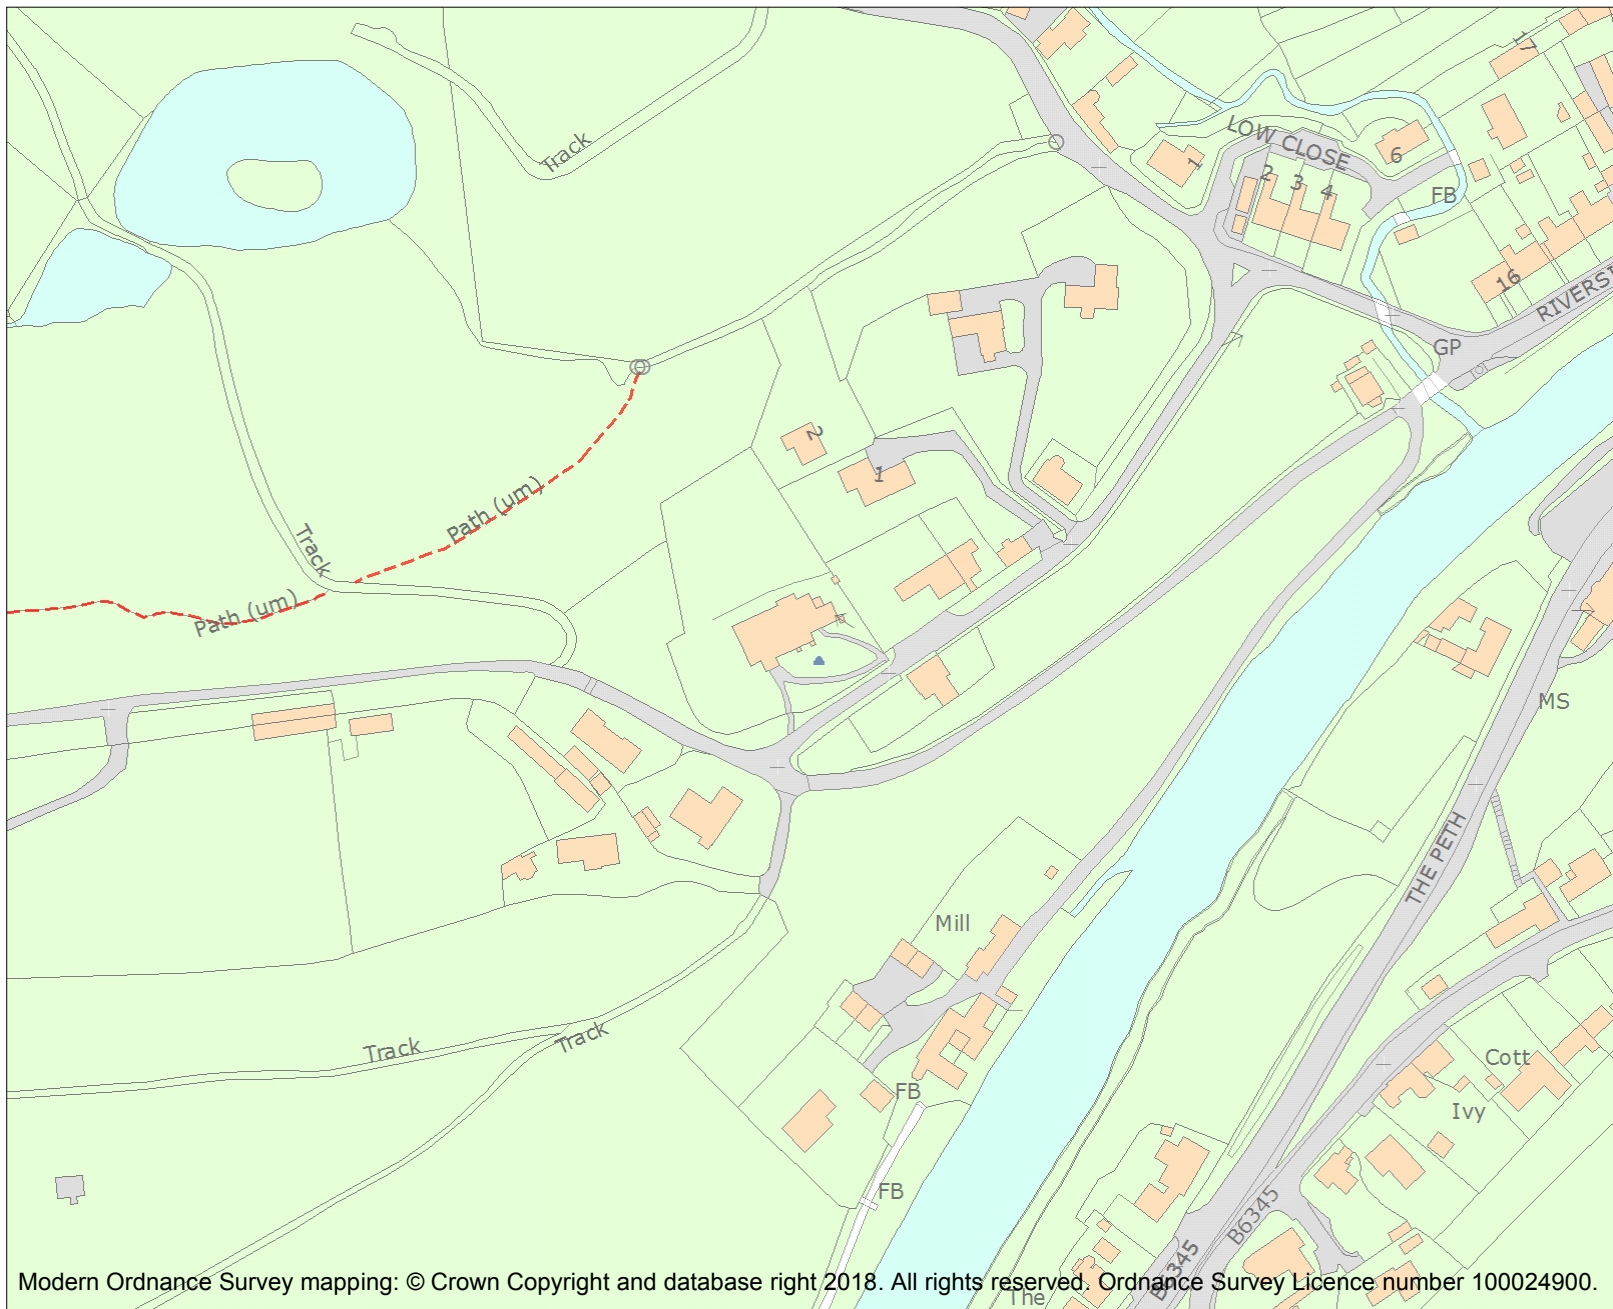 17
Track
LOW CLOSE
1
2
3
4
6
FB
16
RIVERSI
GP
2
1
Path (um)
Track
Path (um)
MS
THE PETH
Mill
Track
Track
Cott
FB
Ivy
FB
B6345
B6345
The
Modern Ordnance Survey mapping: © Crown Copyright and database right 2018. All rights reserved. Ordnance Survey Licence number 100024900.